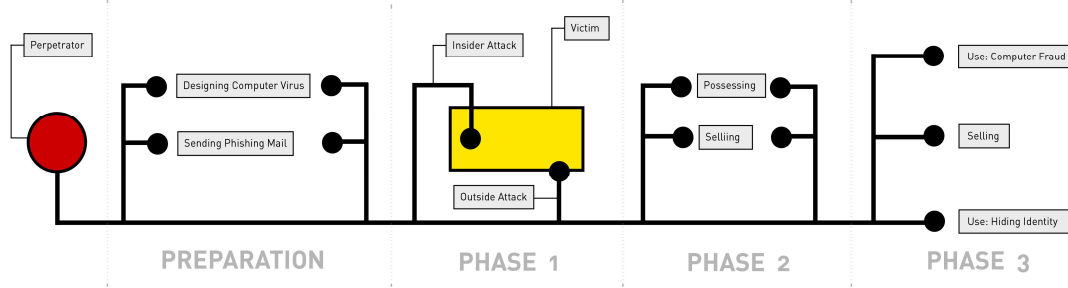 Perpetrator
Designing Computer Virus
Sending Phishing Mail
PREPARATION
Insider Attack
Victim
Outside Attack
PHASE 1
Possessing
Selliing
PHASE 2
Use: Computer Fraud
Selling
Use: Hiding Identity
PHASE 3